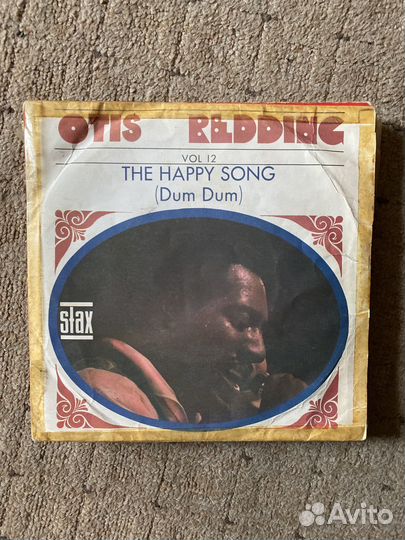 OTIS REDDING
VOL 12
THE HAPPY SONG
(Dum Dum)
stax
Avito